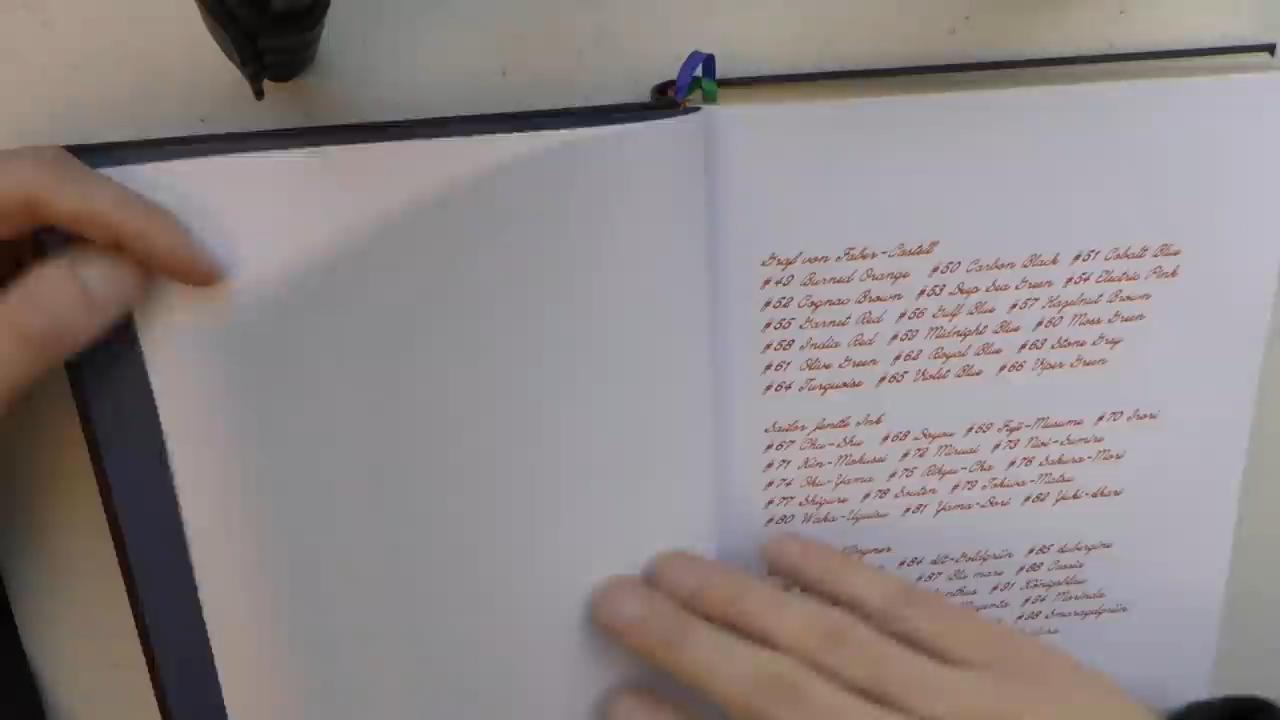 Graf von Faber-Castell
#49 Burned Orange #50 Carbon Black #51 Cobalt Blue
#52 Cognac Brown #53 Deep Sea Green #54 Electric Pink
#55 Garnet Red #56 Gulf Blue #57 Hazelnut Brown
#58 India Red #59 Midnight Blue #60 Moss Green
#61 Olive Green #62 Royal Blue #63 Stone Grey
#64 Turquoise #65 Violet Blue #66 Viper Green
Sailor Jentle Ink
#67 Chu-Shu #68 Doyou #69 Fuji-Musume #70 Irori
#71 Kin-Mokusei #72 Miruai #73 Nioi-Sumire
#74 Oku-Yama #75 Rikyu-Cha #76 Sakura-Mori
#77 Shigure #78 Souten #79 Tokiwa-Matsu
#80 Waka-Uguisu #81 Yama-Dori #82 Yuki-Akari
#84 Alt-Goldgrün #85 Aubergine
#87 Blu mare #88 Cassia
#91 Königsblau
#94 Morinda
#98 Smaragdgrün